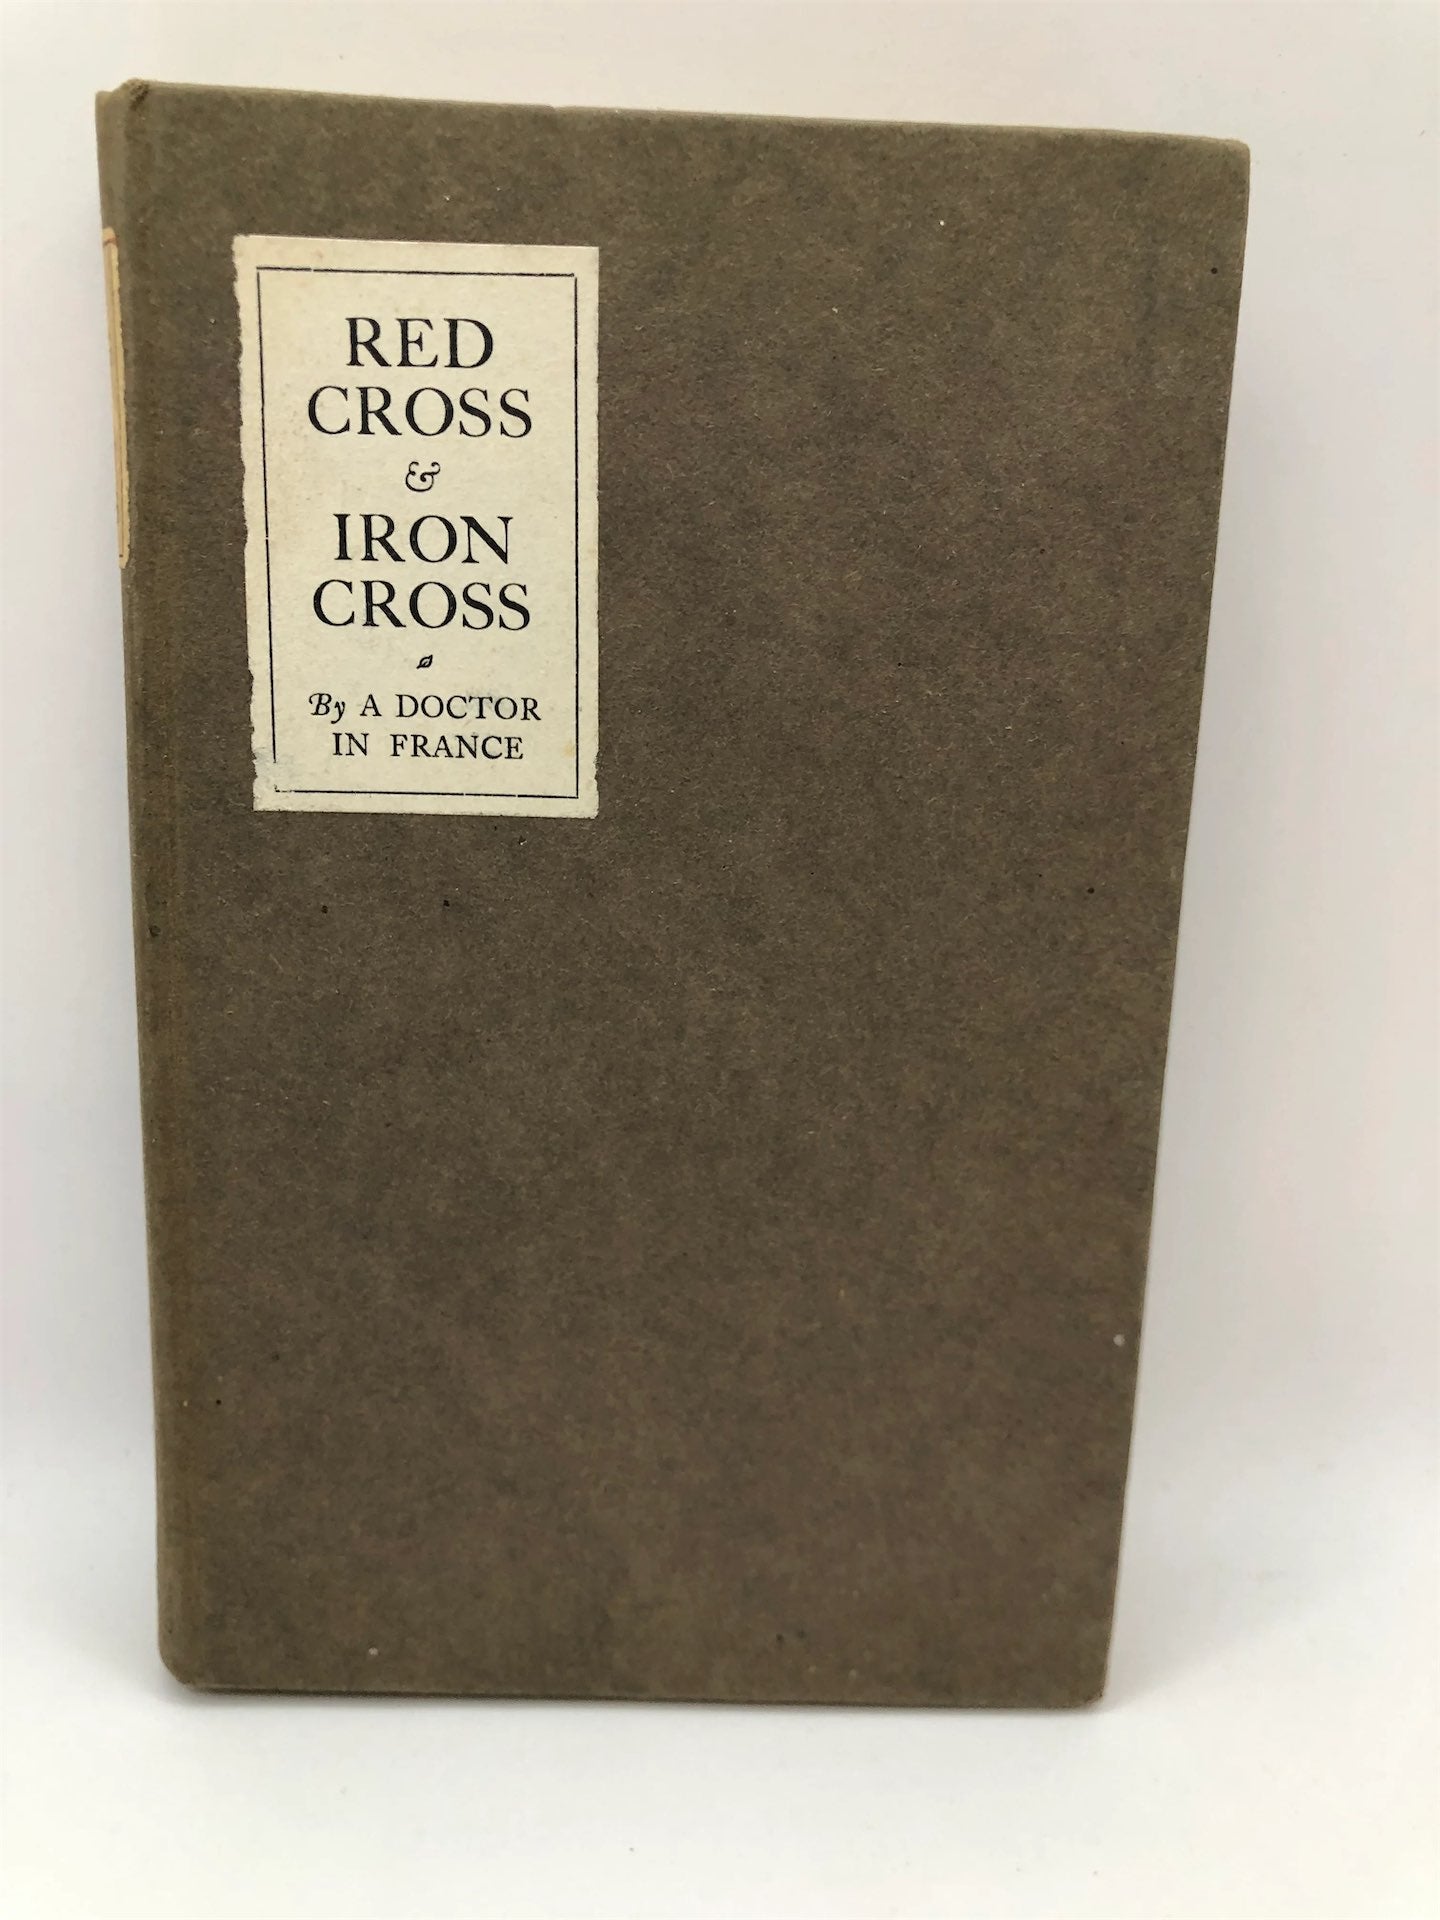 RED
CROSS
&
IRON
CROSS
By A DOCTOR
IN FRANCE